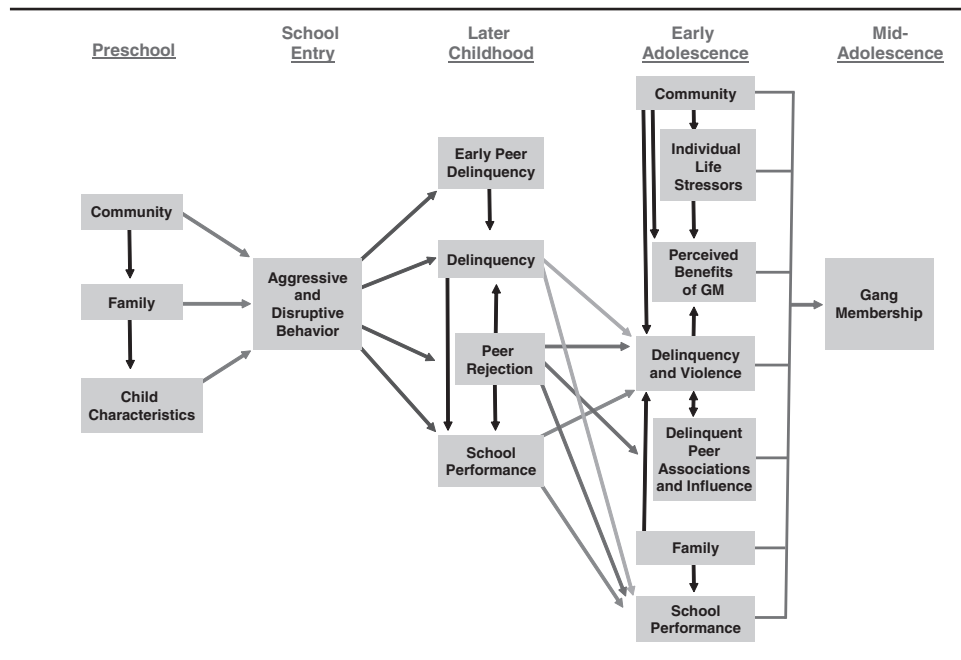 Preschool
School
Entry
Later
Childhood
Early
Adolescence
Mid-
Adolescence
Community
Family
Child
Characteristics
Aggressive
and
Disruptive
Behavior
Early Peer
Delinquency
Delinquency
Peer
Rejection
School
Performance
Community
Individual
Life
Stressors
Perceived
Benefits
of GM
Delinquency
and Violence
Delinquent
Peer
Associations
and Influence
Family
School
Performance
Gang
Membership